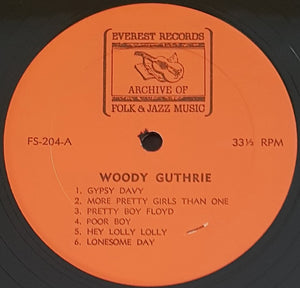 EVEREST RECORDS
ARCHIVE OF
FOLK & JAZZ MUSIC
FS-204-A
33⅓ RPM
WOODY GUTHRIE
1. GYPSY DAVY
2. MORE PRETTY GIRLS THAN ONE
3. PRETTY BOY FLOYD
4. POOR BOY
5. HEY LOLLY LOLLY
6. LONESOME DAY